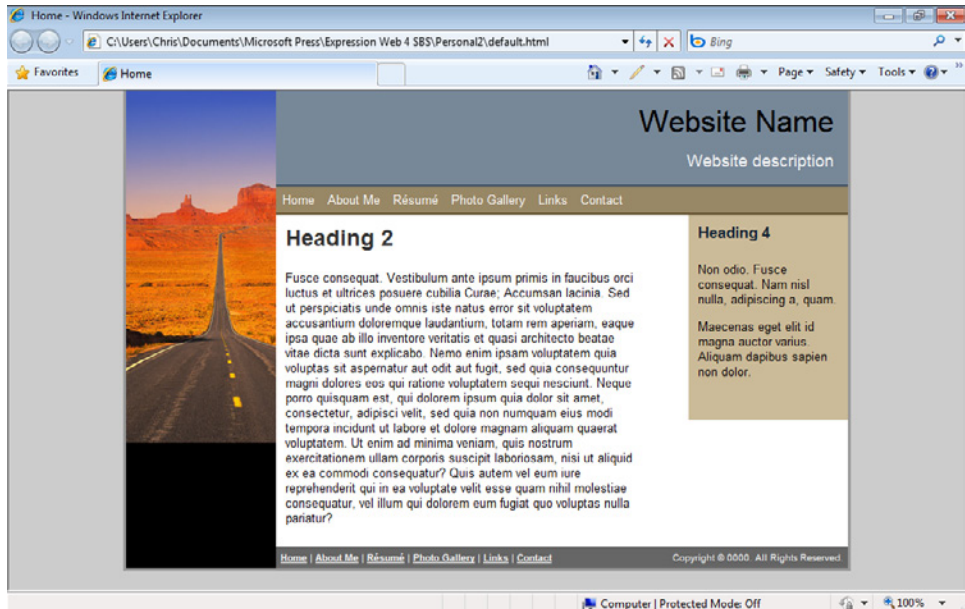 Home - Windows Internet Explorer
C:\Users\Chris\Documents\Microsoft Press\Expression Web 4 SBS\Personal2\default.html
Bing
Favorites
Home
Page
Safety
Tools
Website Name
Website description
Home About Me Résumé Photo Gallery Links Contact
Heading 2
Fusce consequat. Vestibulum ante ipsum primis in faucibus orci
luctus et ultrices posuere cubilia Curae; Accumsan lacinia. Sed
ut perspiciatis unde omnis iste natus error sit voluptatem
accusantium doloremque laudantium, totam rem aperiam, eaque
ipsa quae ab illo inventore veritatis et quasi architecto beatae
vitae dicta sunt explicabo. Nemo enim ipsam voluptatem quia
voluptas sit aspernatur aut odit aut fugit, sed quia consequuntur
magni dolores eos qui ratione voluptatem sequi nesciunt. Neque
porro quisquam est, qui dolorem ipsum quia dolor sit amet,
consectetur, adipisci velit, sed quia non numquam eius modi
tempora incidunt ut labore et dolore magnam aliquam quaerat
voluptatem. Ut enim ad minima veniam, quis nostrum
exercitationem ullam corporis suscipit laboriosam, nisi ut aliquid
ex ea commodi consequatur? Quis autem vel eum iure
reprehenderit qui in ea voluptate velit esse quam nihil molestiae
consequatur, vel illum qui dolorem eum fugiat quo voluptas nulla
pariatur?
Heading 4
Non odio. Fusce
consequat. Nam nisl
nulla, adipiscing a, quam.
Maecenas eget elit id
magna auctor varius.
Aliquam dapibus sapien
non dolor.
Home | About Me | Résumé | Photo Gallery | Links | Contact
Copyright © 0000. All Rights Reserved.
Computer | Protected Mode: Off
100%